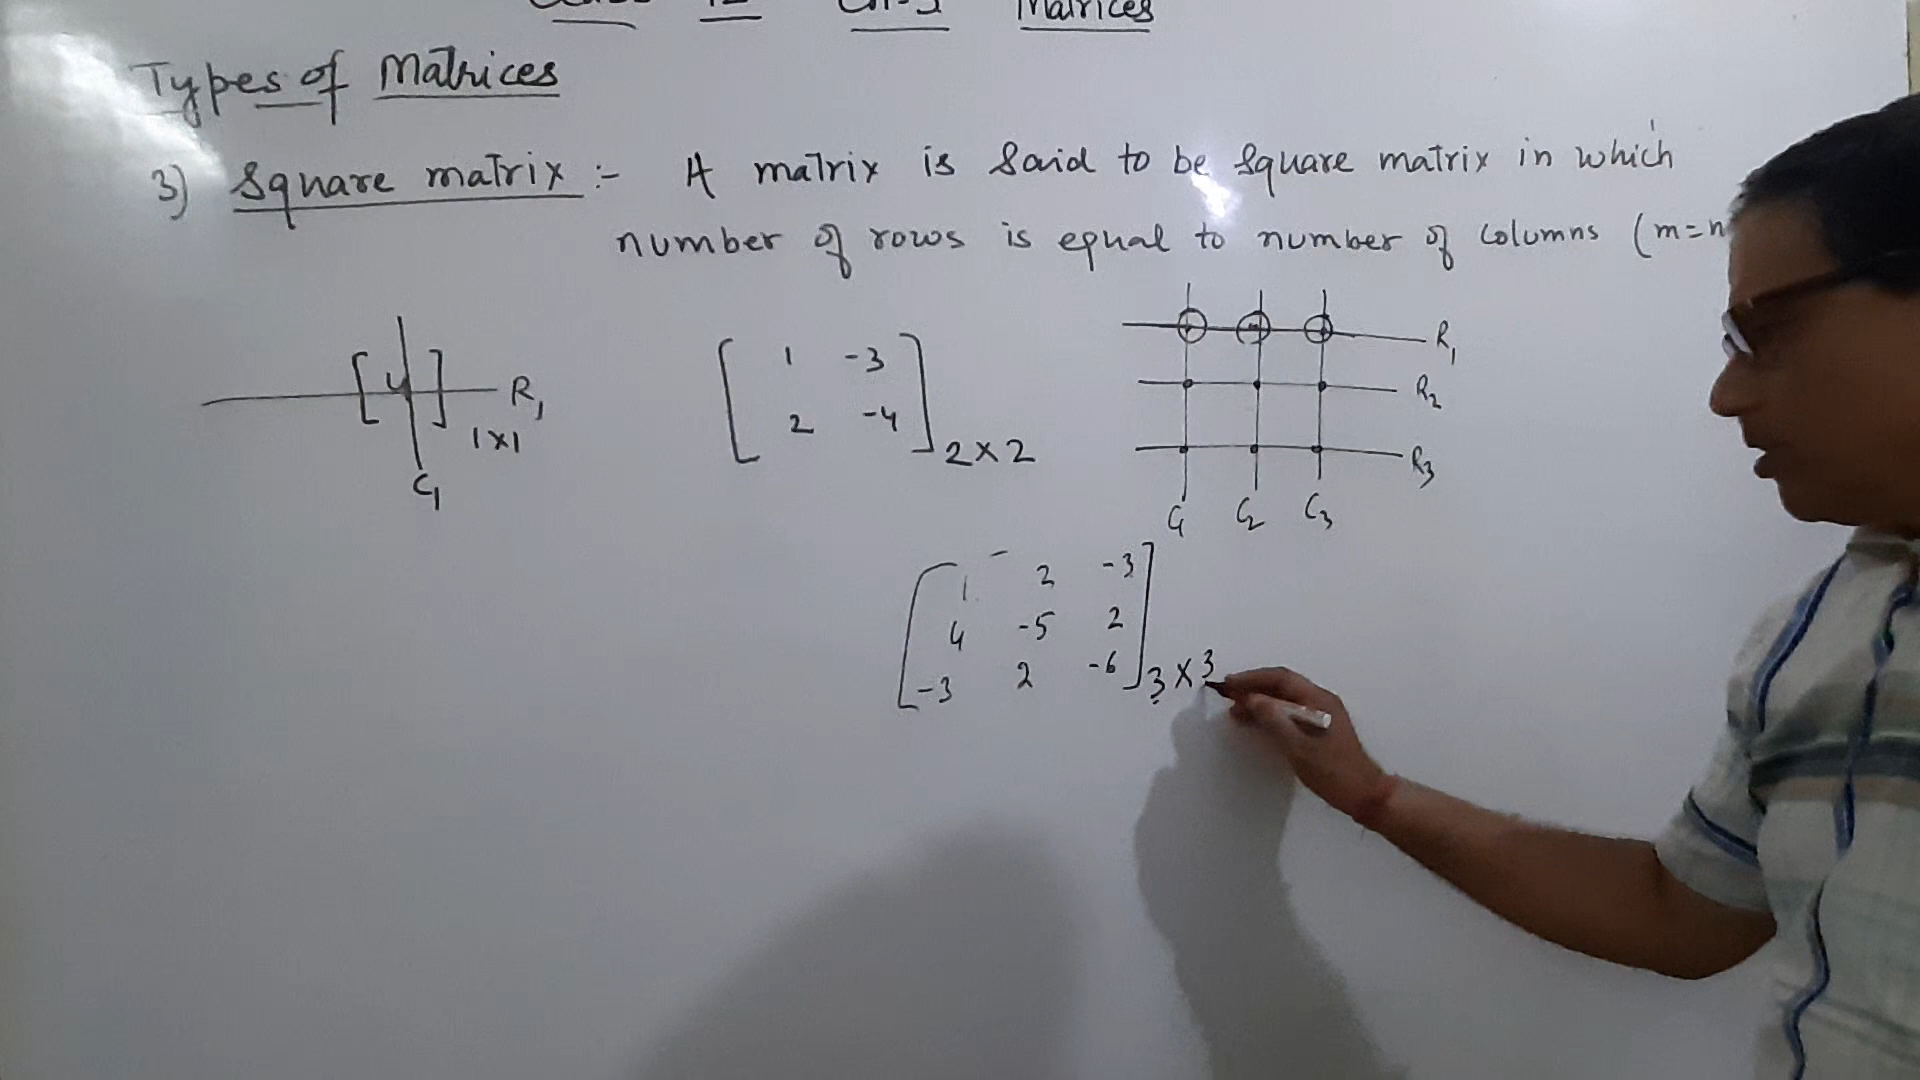 Matrices
Types of Matrices
3) Square matrix :- A matrix is said to be square matrix in which
number of rows is equal to number of columns (m=n
[4] R1
1x1
C1
1 -3
2 -4
2x2
R1
R2
R3
C1 C2 C3
1 2 -3
4 -5 2
-3 2 -6
3x3